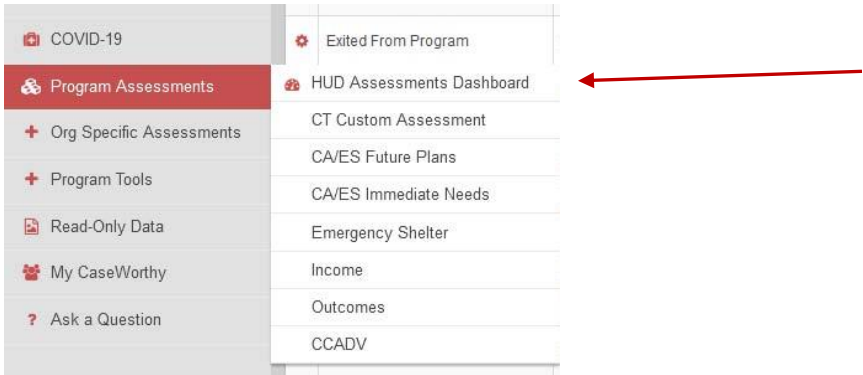 COVID-19
Exited From Program
Program Assessments
HUD Assessments Dashboard
Org Specific Assessments
CT Custom Assessment
CA/ES Future Plans
Program Tools
CA/ES Immediate Needs
Read-Only Data
Emergency Shelter
My CaseWorthy
Income
Outcomes
? Ask a Question
CCADV